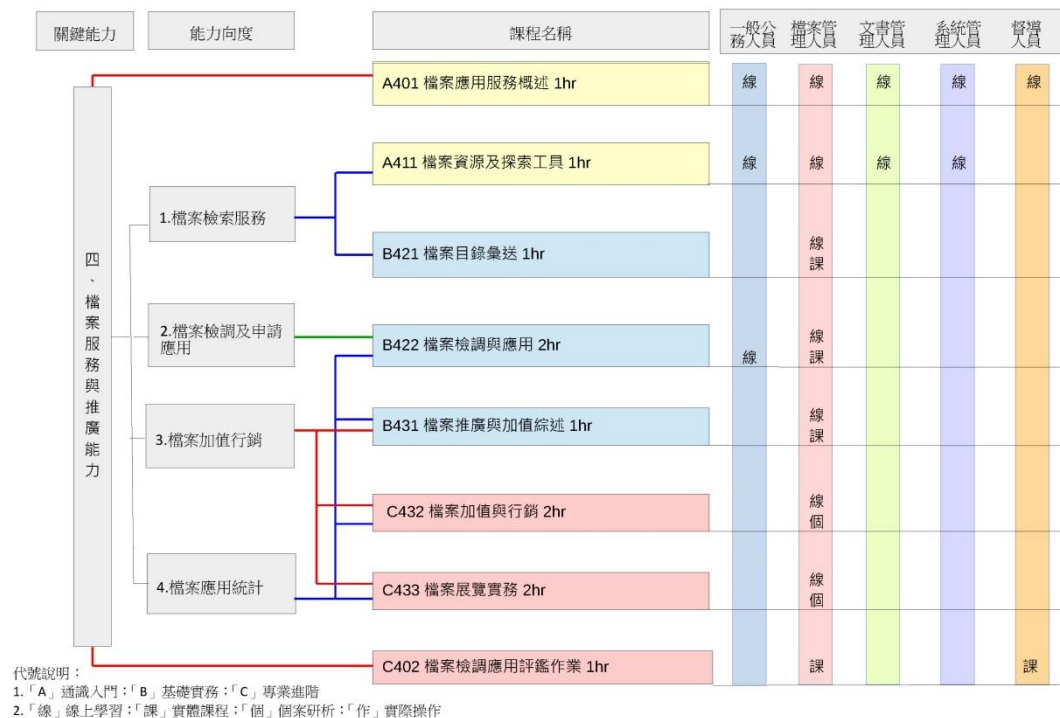 關鍵能力
能力向度
課程名稱
一般公
務人員
檔案管
理人員
文書管
理人員
系統管
理人員
督導
人員
四、檔案服務與推廣能力
A401 檔案應用服務概述 1hr
線 線 線 線 線
A411 檔案資源及探索工具 1hr
線 線 線 線
1.檔案檢索服務
B421 檔案目錄彙送 1hr
線
課
2.檔案檢調及申請
應用
B422 檔案檢調與應用 2hr
線
線
課
3.檔案加值行銷
B431 檔案推廣與加值綜述 1hr
線
課
C432 檔案加值與行銷 2hr
線
個
4.檔案應用統計
C433 檔案展覽實務 2hr
線
個
C402 檔案檢調應用評鑑作業 1hr
課 課
代號說明：
1.「A」通識入門；「B」基礎實務；「C」專業進階
2.「線」線上學習；「課」實體課程；「個」個案研析；「作」實際操作